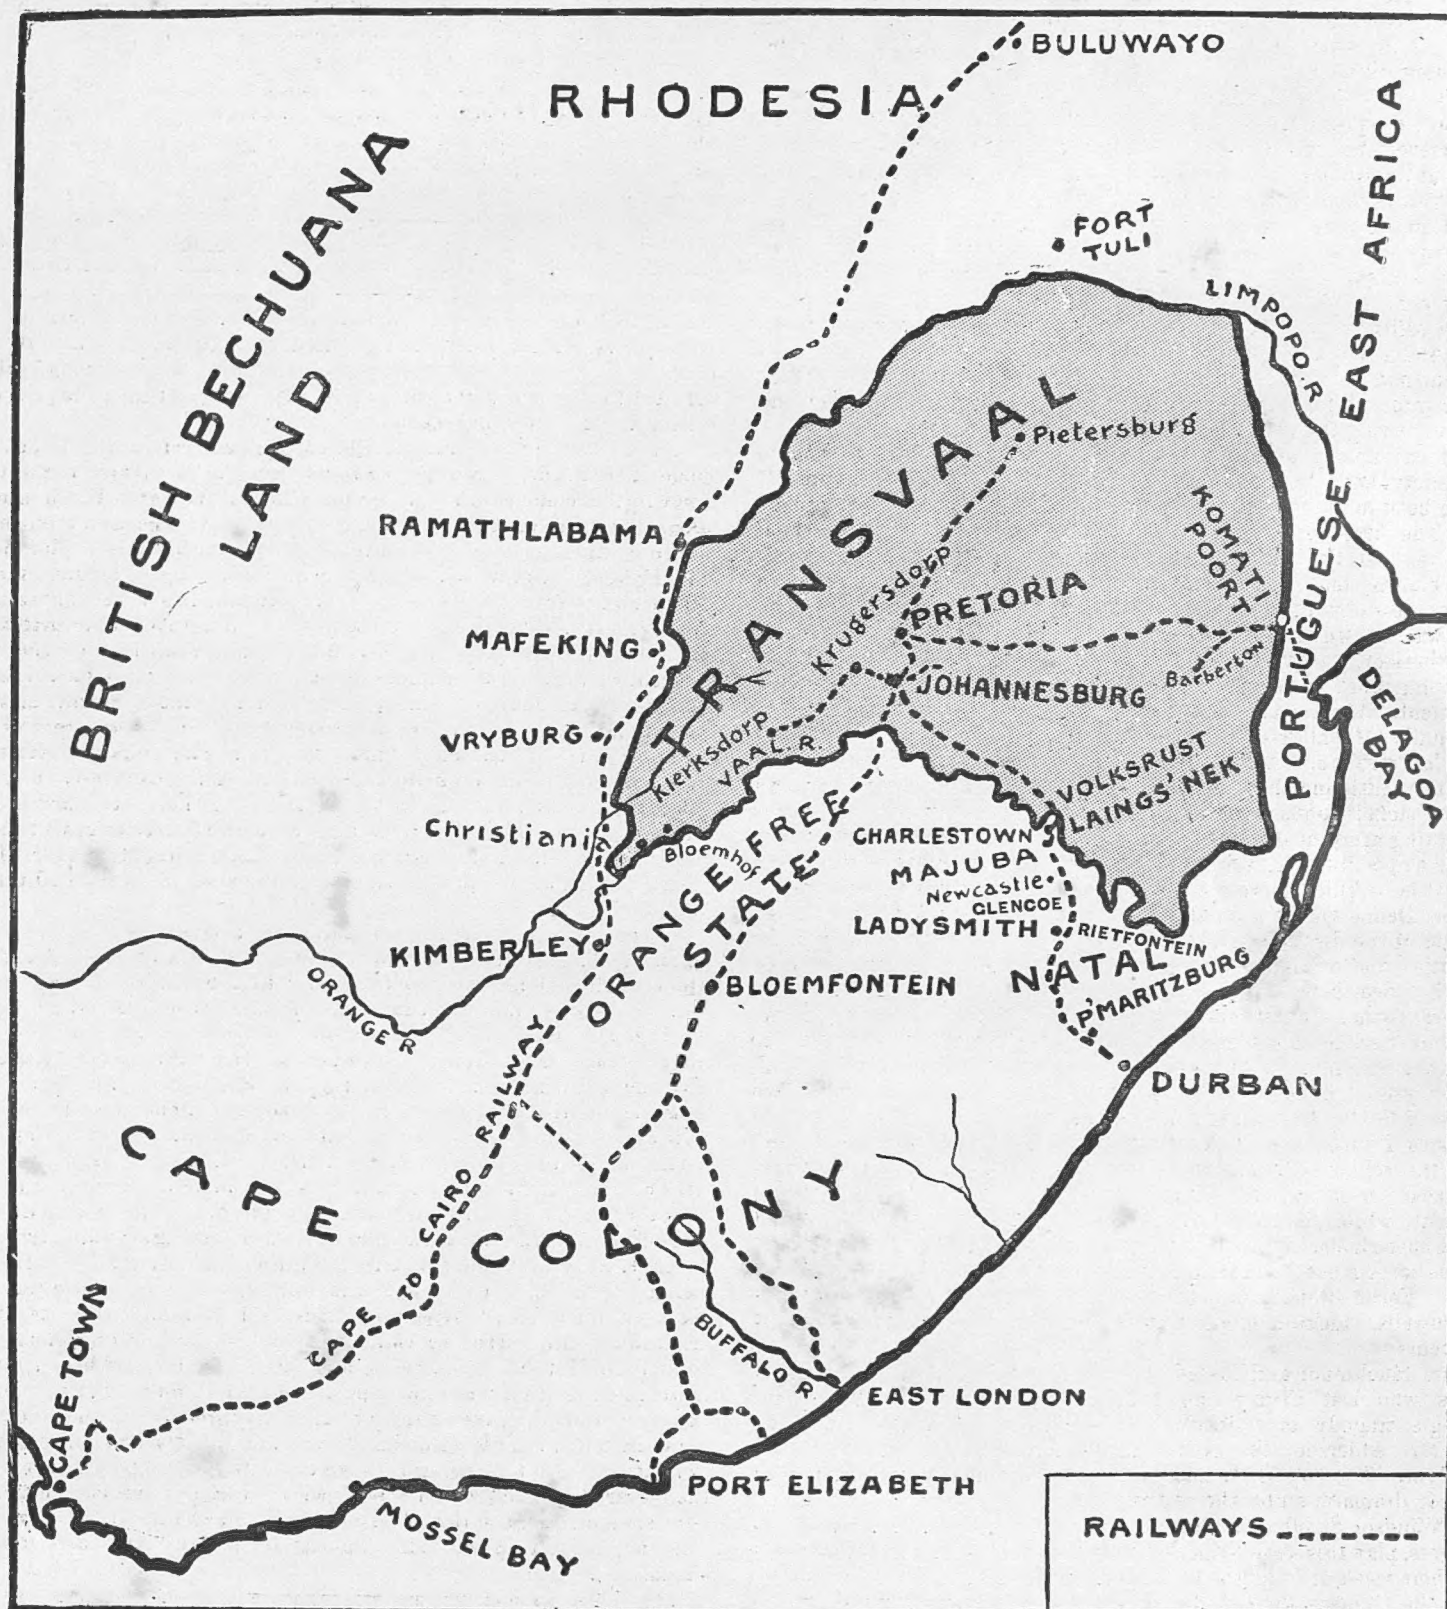 BULUWAYO
RHODESIA
EAST AFRICA
PORTUGUESE
BRITISH BECHUANA
LAND
FORT
TULI
LIMPOPO.R
TRANSVAAL
Pietersburg
RAMATHLABAMA
KOMATI
POORT
Krugersdorp
PRETORIA
MAFEKING
Barberton
JOHANNESBURG
DELAGOA
BAY
VRYBURG
Klerksdorp
VAAL. R.
VOLKSRUST
LAINGS' NEK
Christiani
Bloemhof
ORANGE FREE
STATE
CHARLESTOWN
MAJUBA
Newcastle
GLENCOE
LADYSMITH
RIETFONTEIN
KIMBERLEY
NATAL
P'MARITZBURG
ORANGE R
BLOEMFONTEIN
DURBAN
CAPE COLONY
CAPE TO CAIRO RAILWAY
CAPE TOWN
BUFFALO R.
EAST LONDON
PORT ELIZABETH
MOSSEL BAY
RAILWAYS